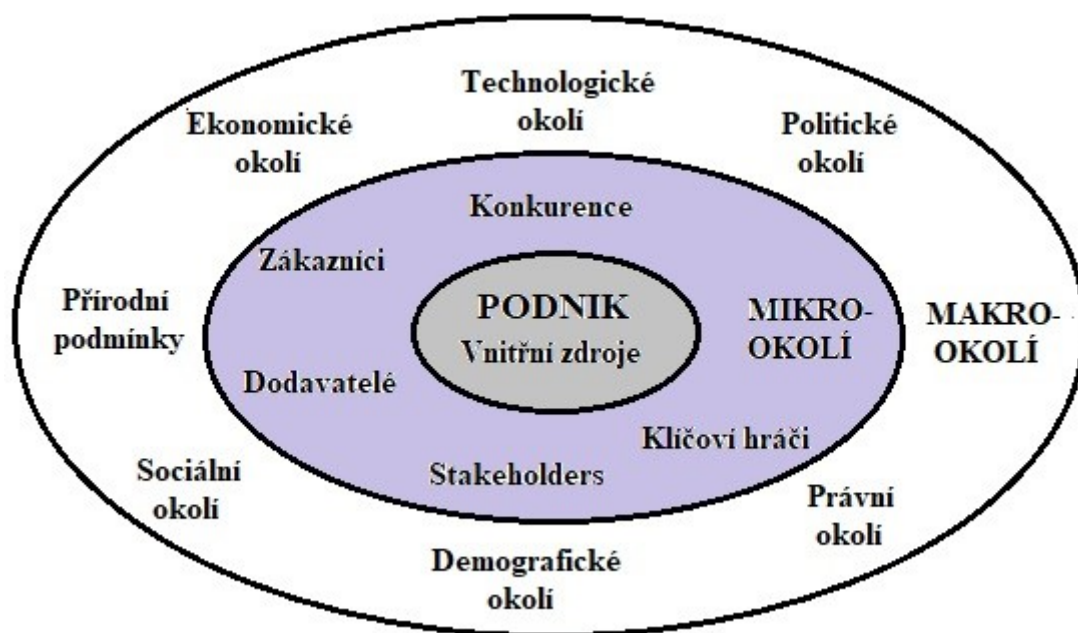 Technologické
okolí
Ekonomické
okolí
Politické
okolí
Konkurence
Zákazníci
Přírodní
podmínky
PODNIK
Vnitřní zdroje
MIKRO-
OKOLÍ
MAKRO-
OKOLÍ
Dodavatelé
Klíčoví hráči
Stakeholders
Sociální
okolí
Právní
okolí
Demografické
okolí